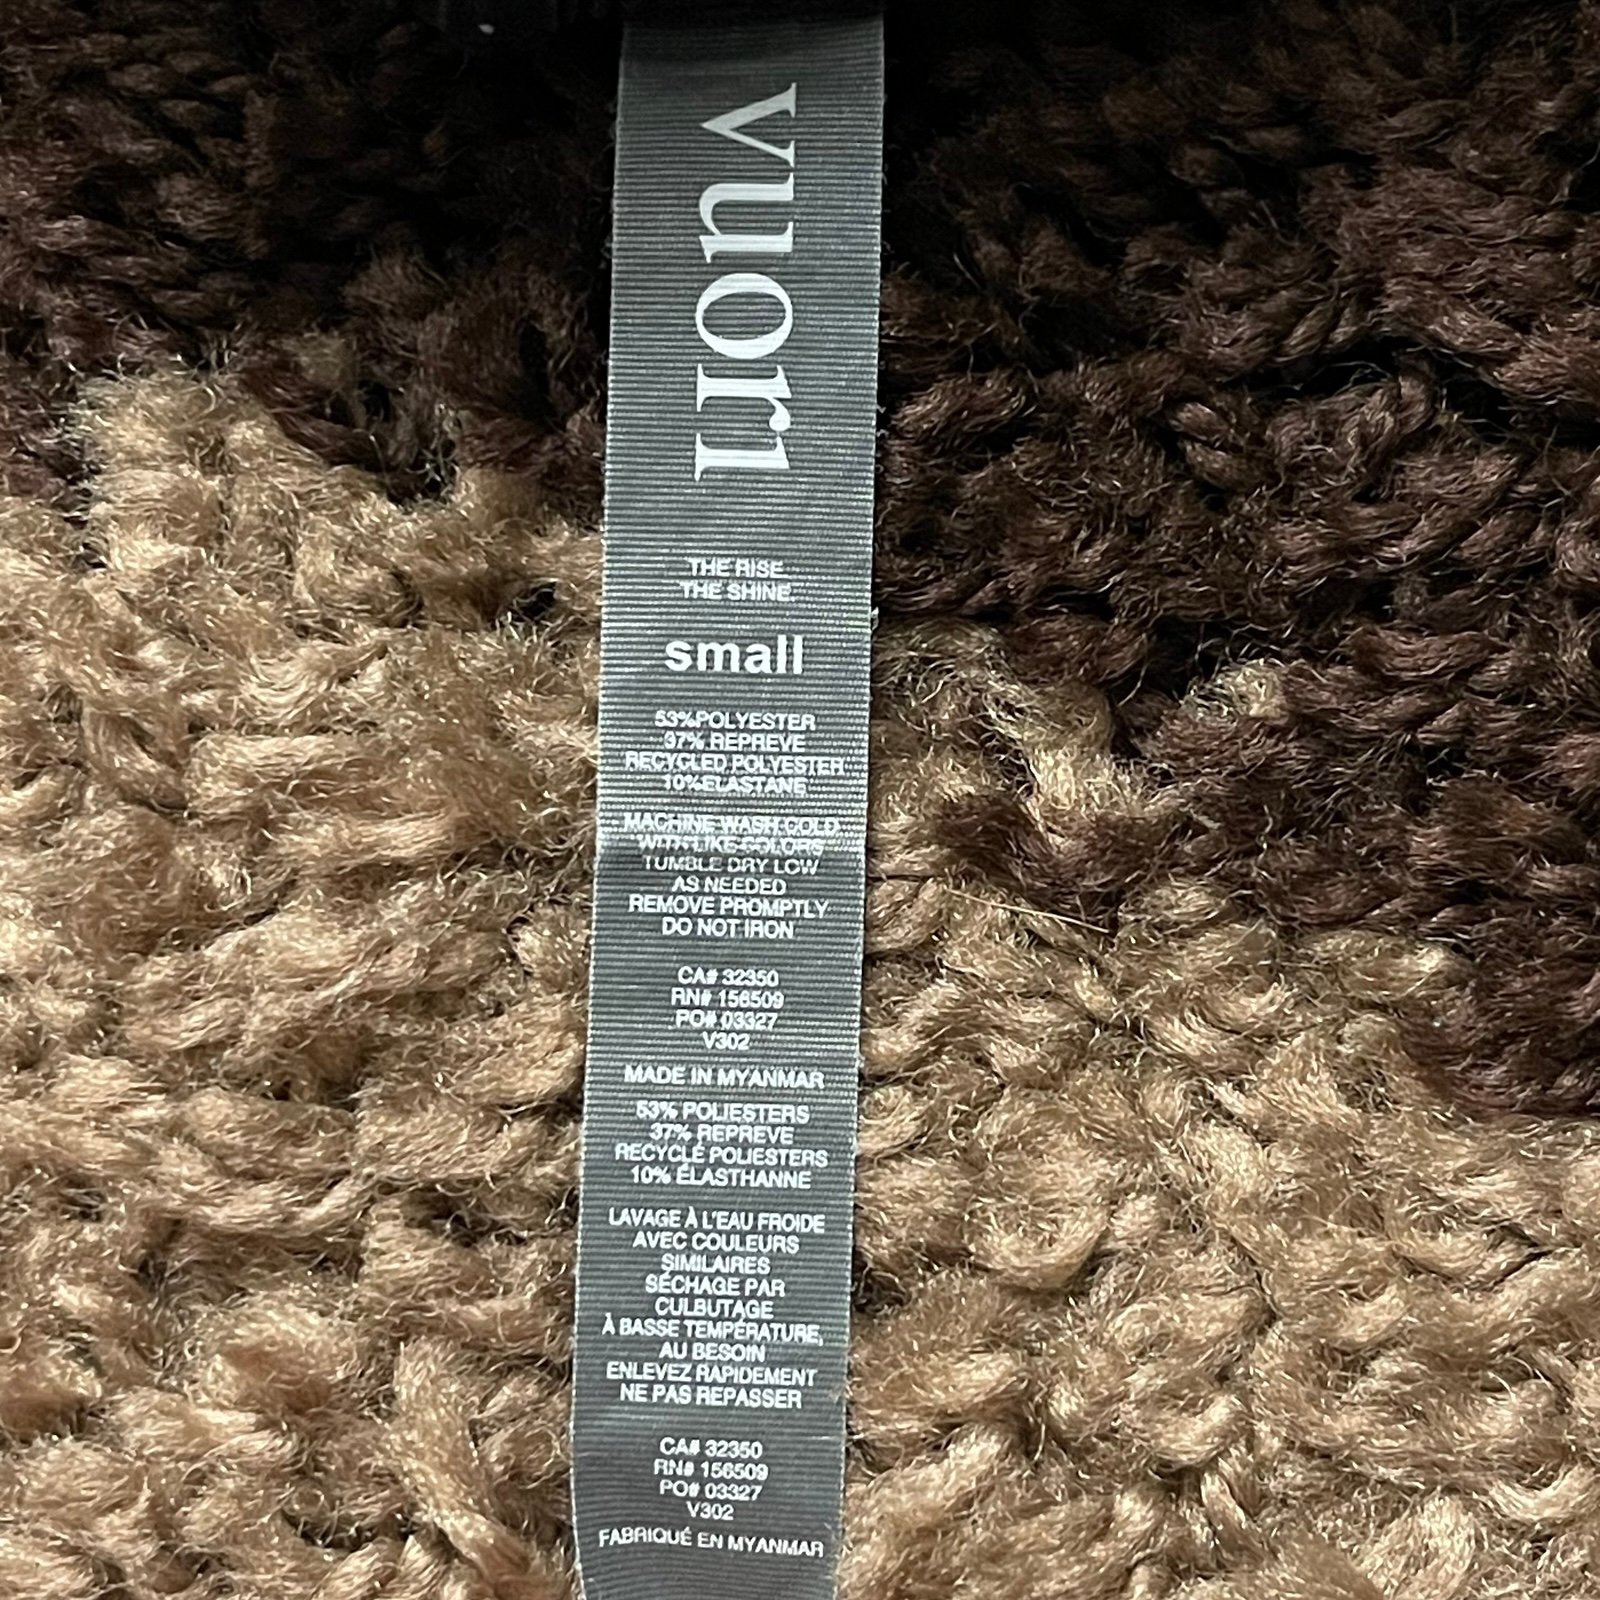 vuori
THE RISE
THE SHINE
small
53%POLYESTER
37% REPREVE
RECYCLED POLYESTER
10%ELASTANE
MACHINE WASH COLD
WITH LIKE COLORS
TUMBLE DRY LOW
AS NEEDED
REMOVE PROMPTLY
DO NOT IRON
CA# 32350
RN# 156509
PO# 03327
V302
MADE IN MYANMAR
53% POLIESTERS
37% REPREVE
RECYCLÉ POLIESTERS
10% ÉLASTHANNE
LAVAGE À L'EAU FROIDE
AVEC COULEURS
SIMILAIRES
SÉCHAGE PAR
CULBUTAGE
À BASSE TEMPÉRATURE,
AU BESOIN
ENLEVEZ RAPIDEMENT
NE PAS REPASSER
CA# 32350
RN# 156509
PO# 03327
V302
FABRIQUÉ EN MYANMAR